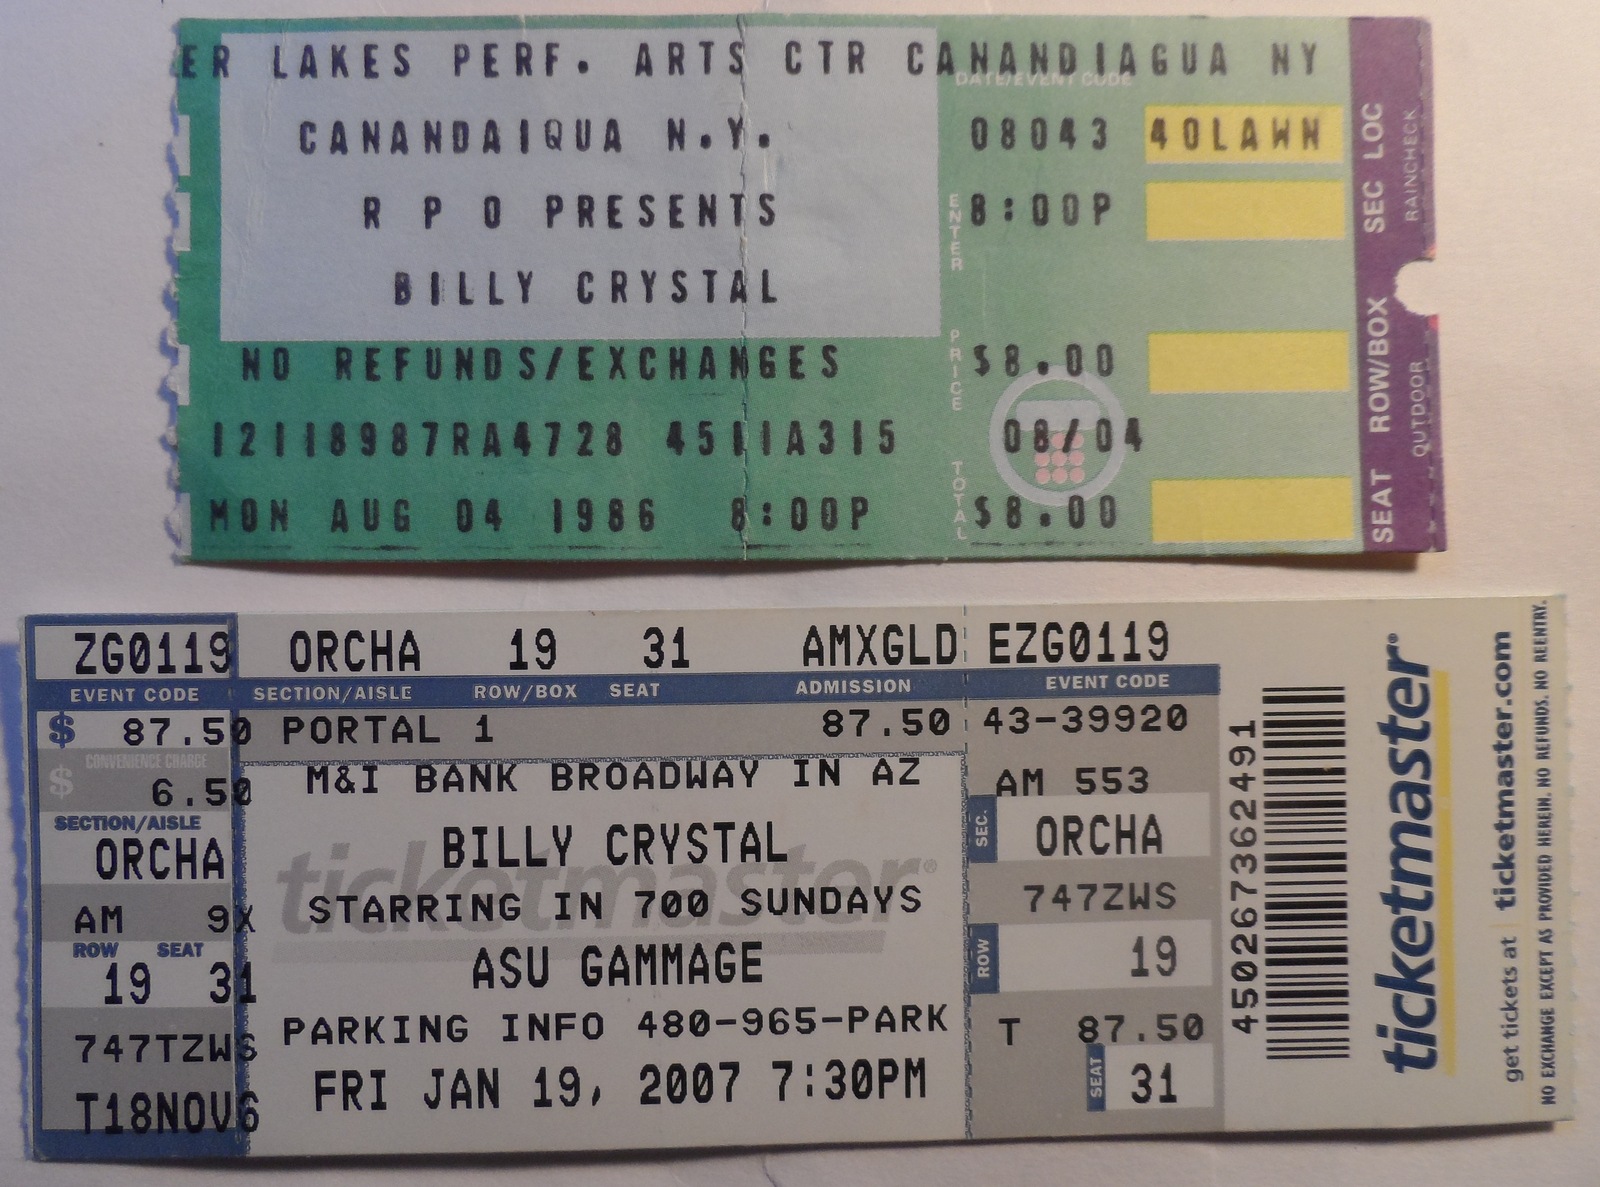 ER LAKES PERF. ARTS CTR CANANDIAGUA NY
DATE/EVENT CODE
CANANDAIQUA N.Y. 08043 40LAWN
R P O PRESENTS 8:00P
ENTER
BILLY CRYSTAL
NO REFUNDS/EXCHANGES $8.00
PRICE
12118987RA4728 4511A315 08/04
MON AUG 04 1986 8:00P $8.00
TOTAL
SEAT ROW/BOX SEC LOC
OUTDOOR RAINCHECK
ZG0119 ORCHA 19 31 AMXGLD EZG0119
EVENT CODE SECTION/AISLE ROW/BOX SEAT ADMISSION EVENT CODE
$ 87.50 PORTAL 1 87.50 43-39920
CONVENIENCE CHARGE
$ 6.50 M&I BANK BROADWAY IN AZ AM 553
SECTION/AISLE
ORCHA BILLY CRYSTAL SEC. ORCHA
ticketmaster®
AM 9X STARRING IN 700 SUNDAYS 747ZWS
ROW SEAT
19 31 ASU GAMMAGE ROW 19
747TZWS PARKING INFO 480-965-PARK T 87.50
T18NOV6 FRI JAN 19, 2007 7:30PM SEAT 31
450267362491
ticketmaster®
get tickets at ticketmaster.com
NO EXCHANGE EXCEPT AS PROVIDED HEREIN. NO REFUNDS. NO REENTRY.